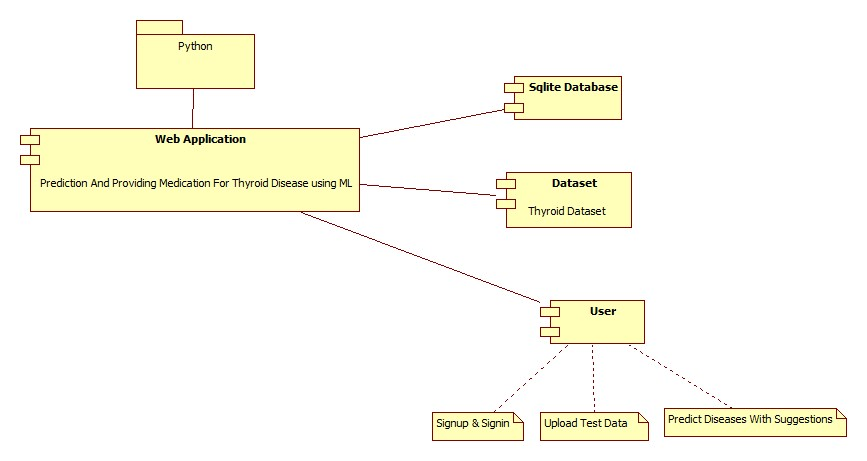 Python
Sqlite Database
Web Application
Prediction And Providing Medication For Thyroid Disease using ML
Dataset
Thyroid Dataset
User
Signup & Signin
Upload Test Data
Predict Diseases With Suggestions